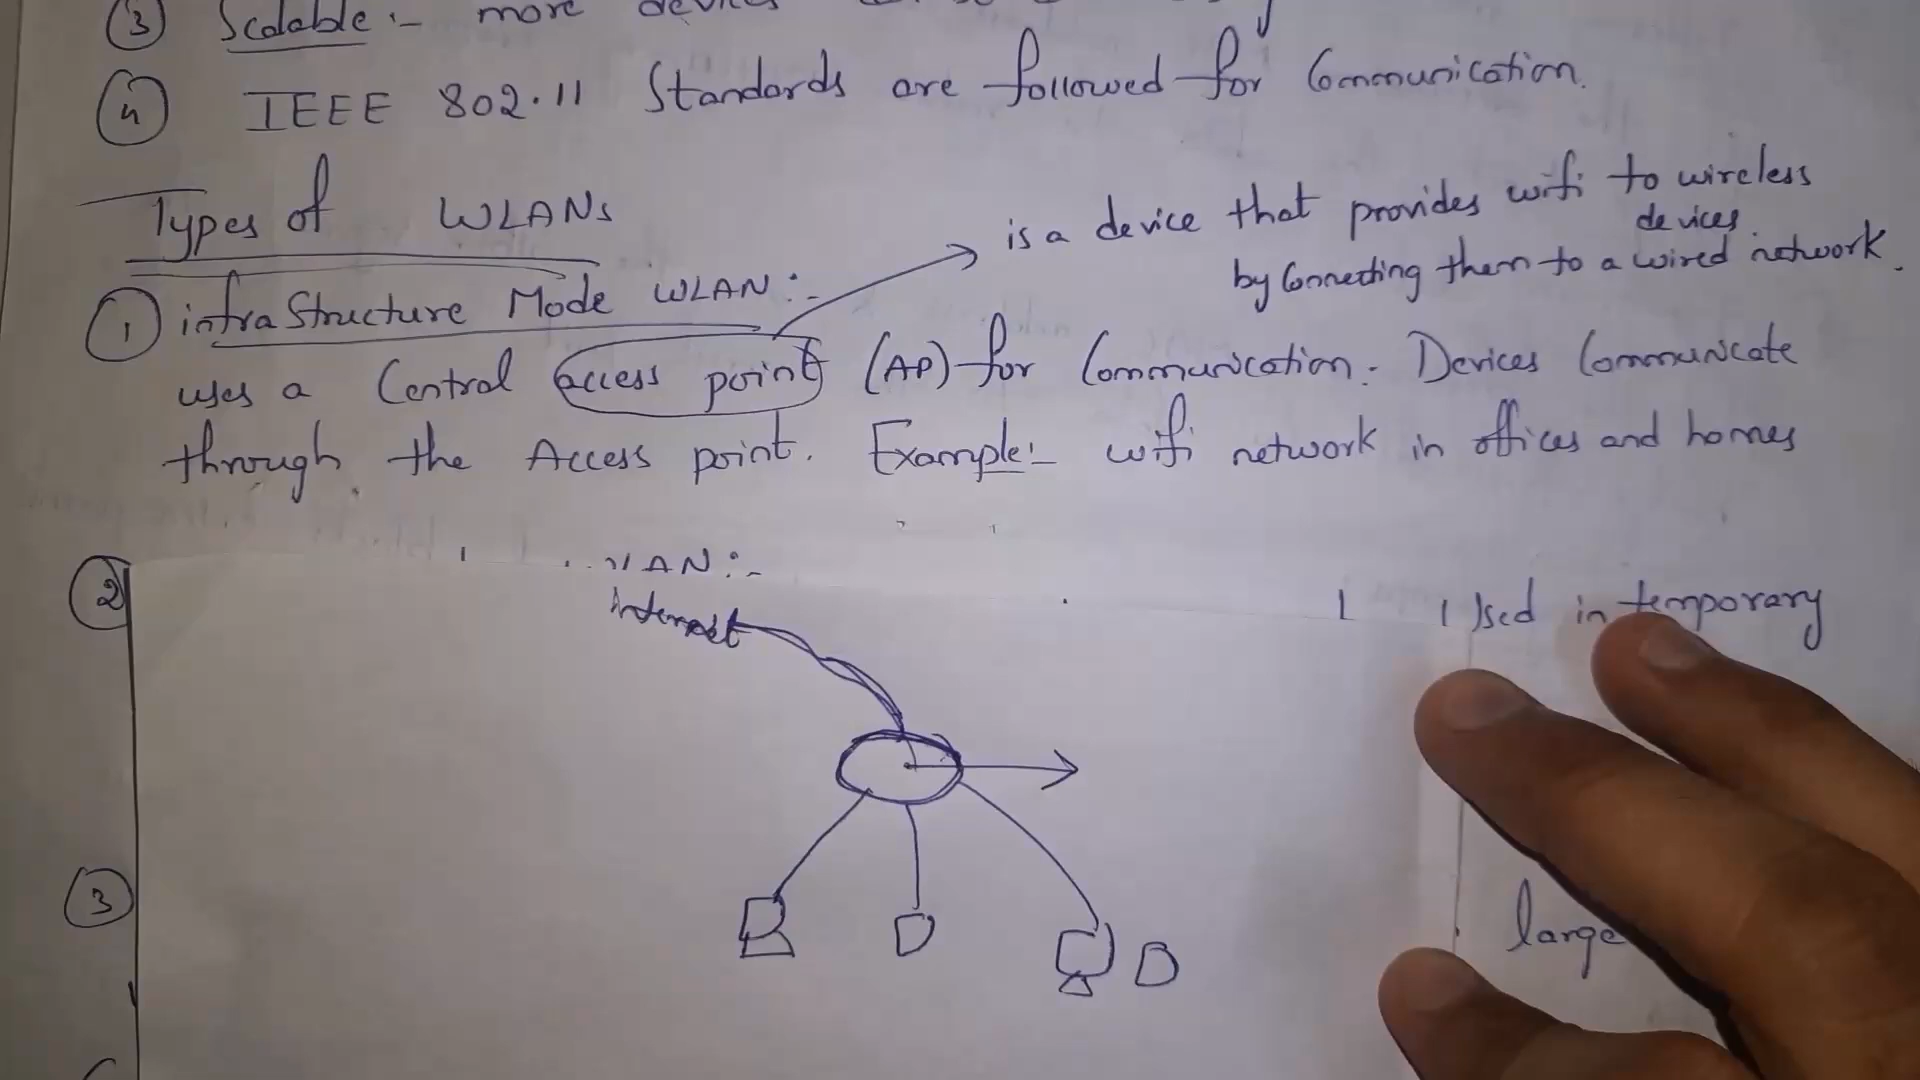 ③ Scalable :- more
④ IEEE 802.11 Standards are followed for Communication.
Types of WLANs
is a device that provides wifi to wireless
devices
by Connecting them to a wired network.
① infraStructure Mode WLAN :-
uses a Central access point (AP) for Communication. Devices Communicate
through the Access point. Example:- wifi network in offices and homes
②
Used in temporary
internet
③
large